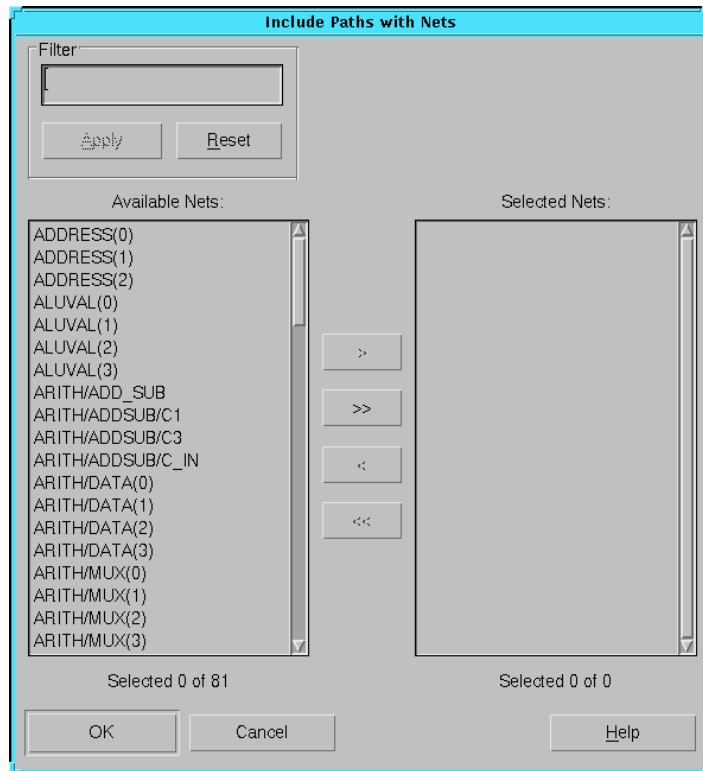 Include Paths with Nets
Filter
Apply
Reset
Available Nets:
Selected Nets:
ADDRESS(0)
ADDRESS(1)
ADDRESS(2)
ALUVAL(0)
ALUVAL(1)
ALUVAL(2)
ALUVAL(3)
ARITH/ADD_SUB
ARITH/ADDSUB/C1
ARITH/ADDSUB/C3
ARITH/ADDSUB/C_IN
ARITH/DATA(0)
ARITH/DATA(1)
ARITH/DATA(2)
ARITH/DATA(3)
ARITH/MUX(0)
ARITH/MUX(1)
ARITH/MUX(2)
ARITH/MUX(3)
>
>>
<
<<
Selected 0 of 81
Selected 0 of 0
OK
Cancel
Help